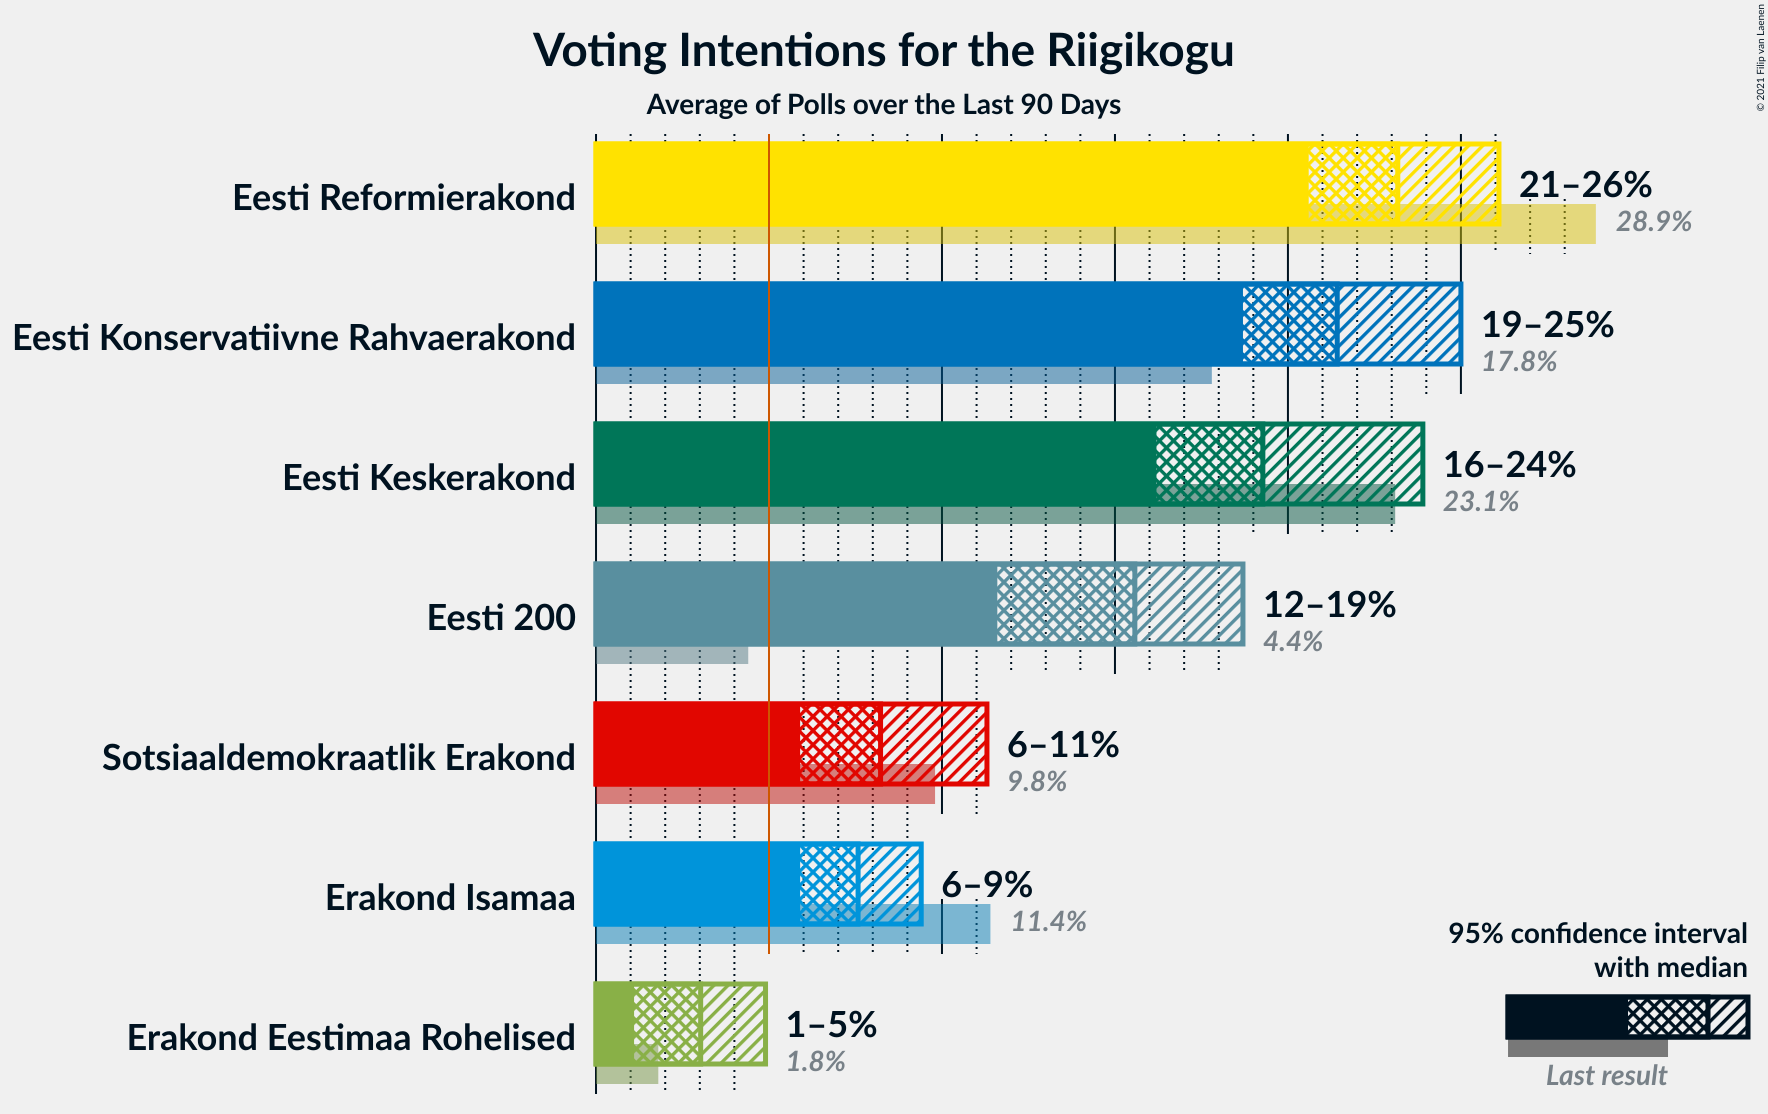 Voting Intentions for the Riigikogu
Average of Polls over the Last 90 Days
© 2021 Filip van Laenen
Eesti Reformierakond
21–26%
28.9%
Eesti Konservatiivne Rahvaerakond
19–25%
17.8%
Eesti Keskerakond
16–24%
23.1%
Eesti 200
12–19%
4.4%
Sotsiaaldemokraatlik Erakond
6–11%
9.8%
Erakond Isamaa
6–9%
11.4%
Erakond Eestimaa Rohelised
1–5%
1.8%
95% confidence interval
with median
Last result